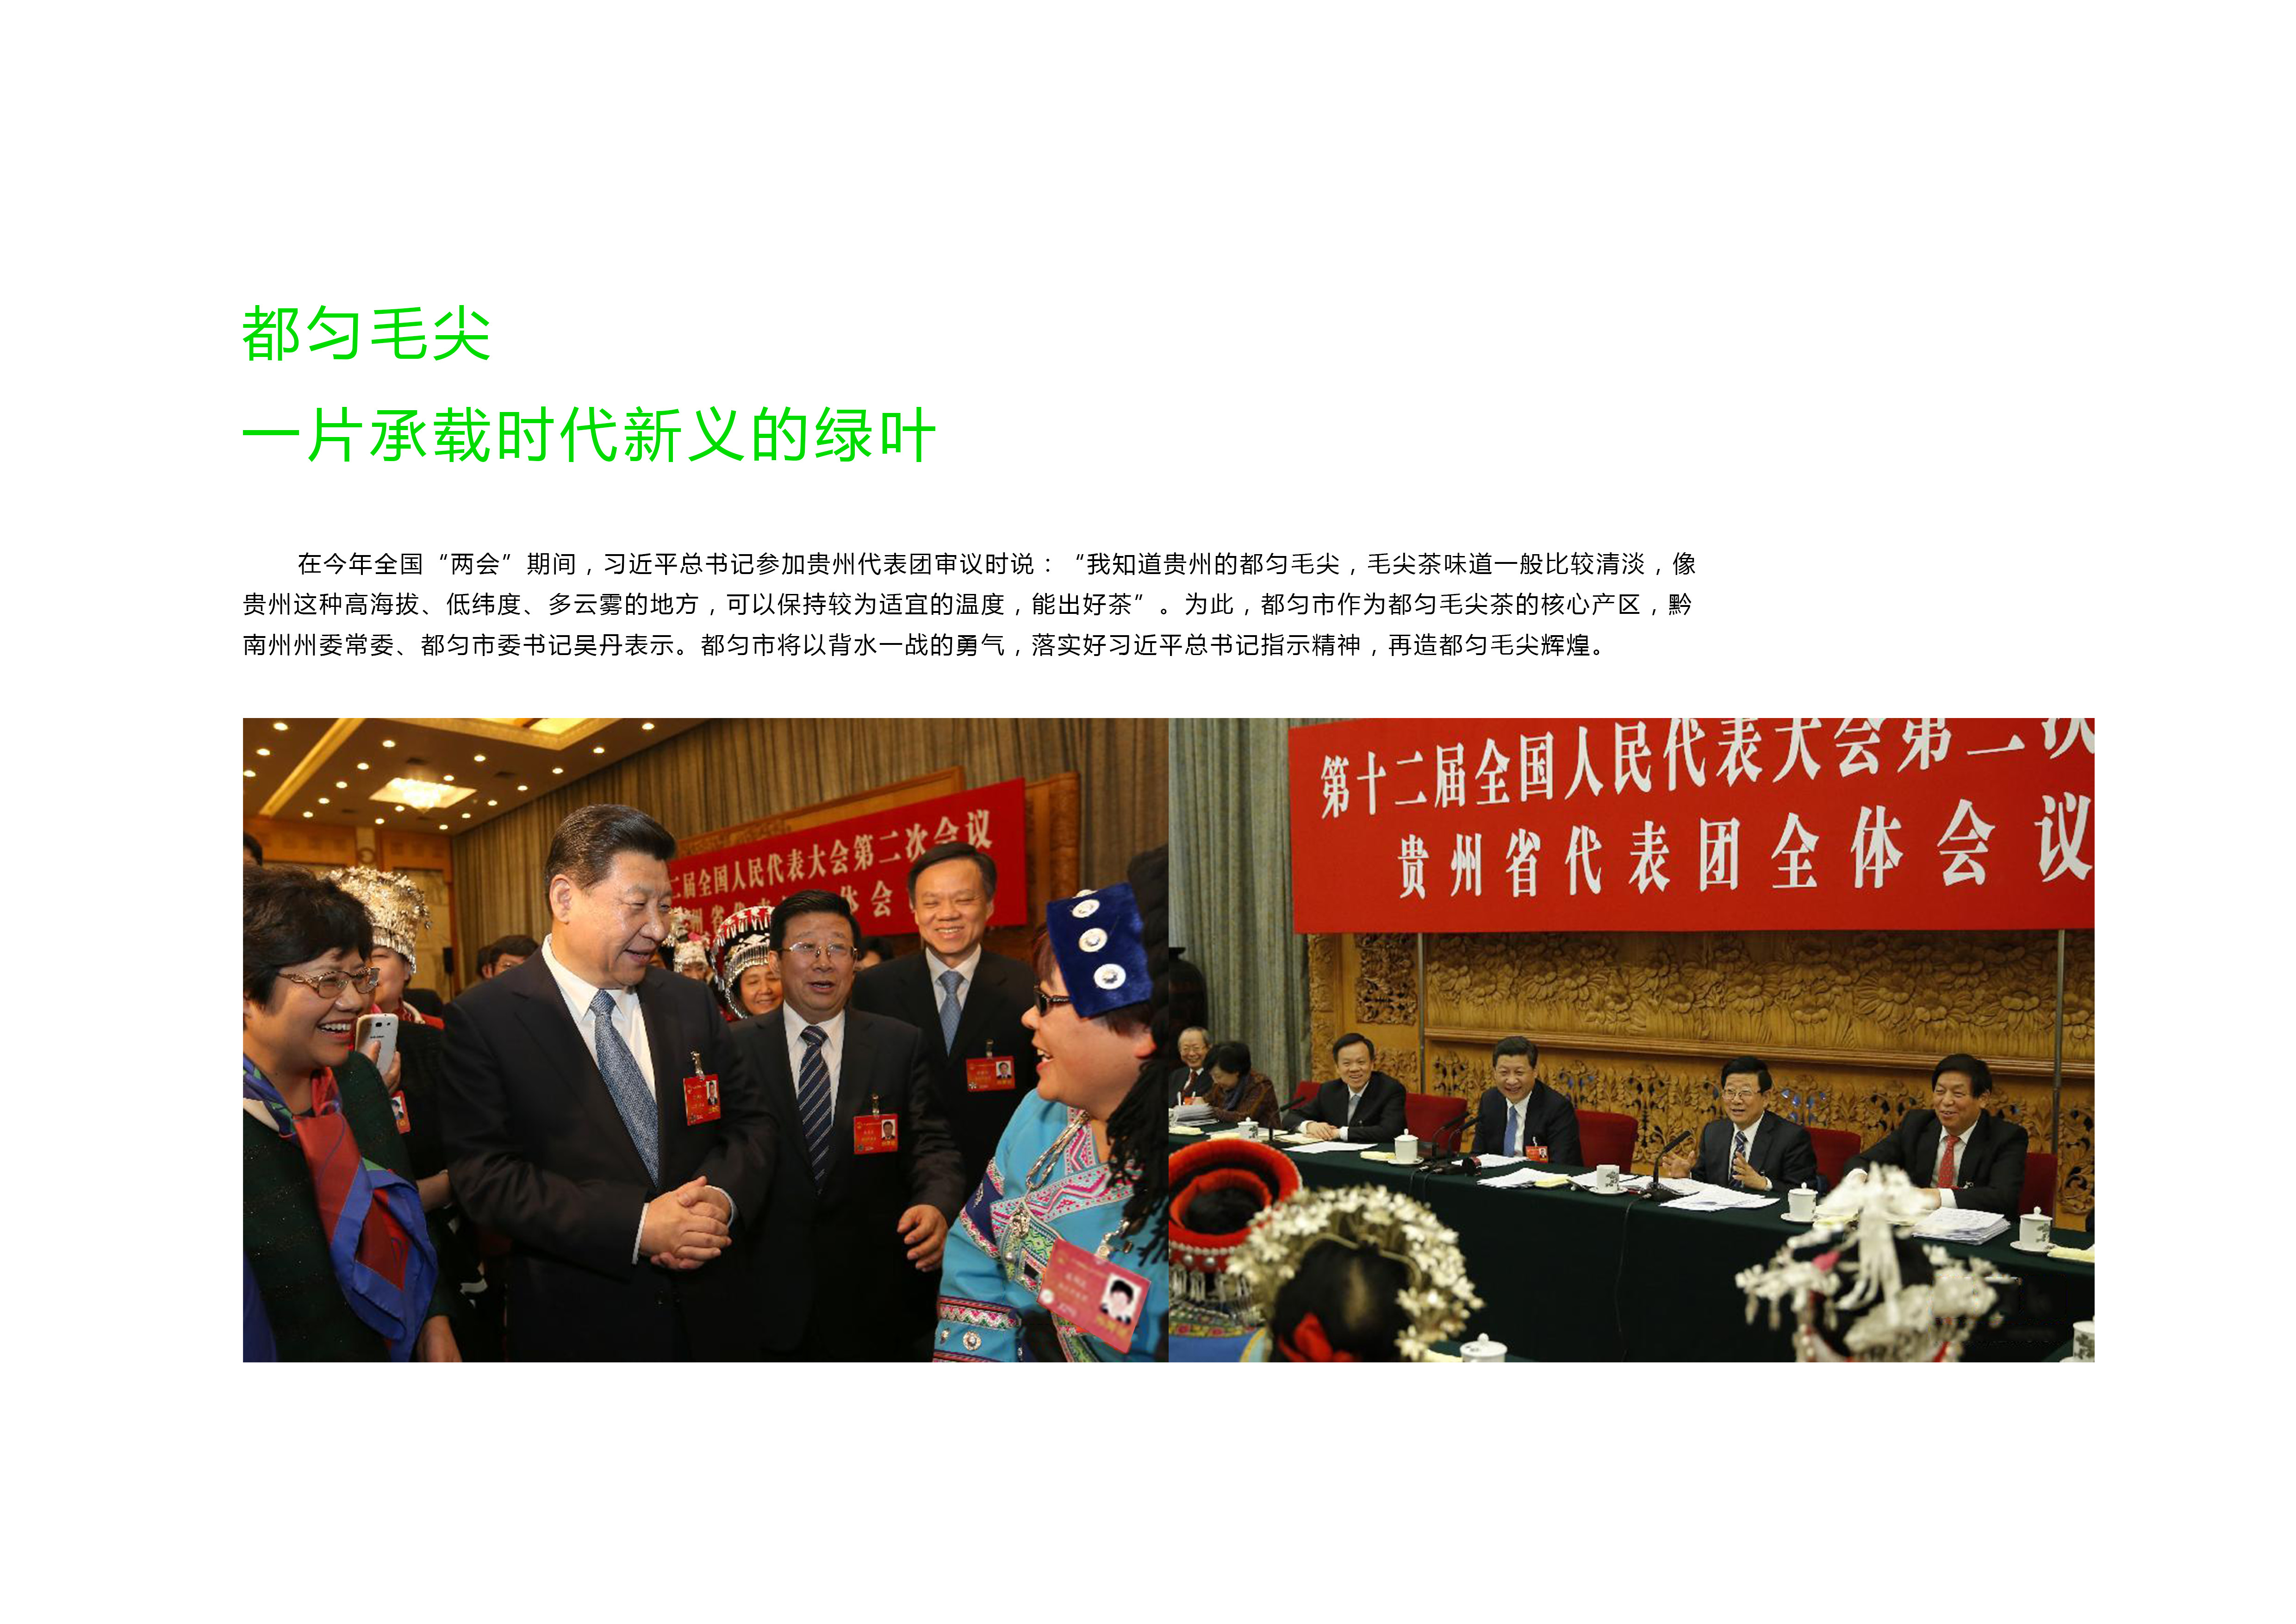 都匀毛尖
一片承载时代新义的绿叶
在今年全国“两会”期间，习近平总书记参加贵州代表团审议时说：“我知道贵州的都匀毛尖，毛尖茶味道一般比较清淡，像
贵州这种高海拔、低纬度、多云雾的地方，可以保持较为适宜的温度，能出好茶”。为此，都匀市作为都匀毛尖茶的核心产区，黔
南州州委常委、都匀市委书记吴丹表示。都匀市将以背水一战的勇气，落实好习近平总书记指示精神，再造都匀毛尖辉煌。
二届全国人民代表大会第二次会议
州省代表 体会
第十二届全国人民代表大会第二次
贵州省代表团全体会议